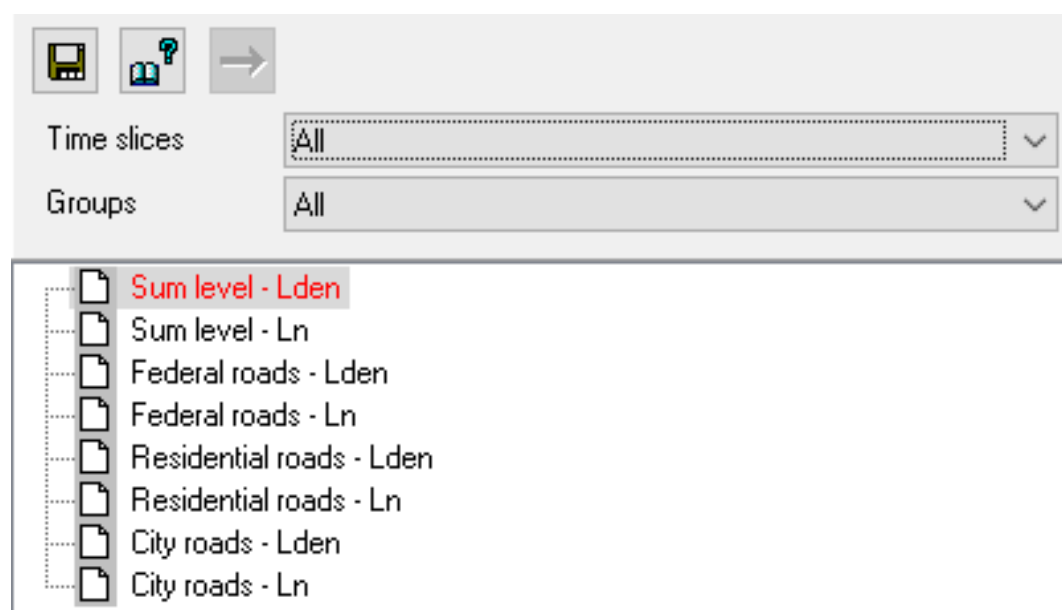 Time slices All
Groups All
Sum level - Lden
Sum level - Ln
Federal roads - Lden
Federal roads - Ln
Residential roads - Lden
Residential roads - Ln
City roads - Lden
City roads - Ln